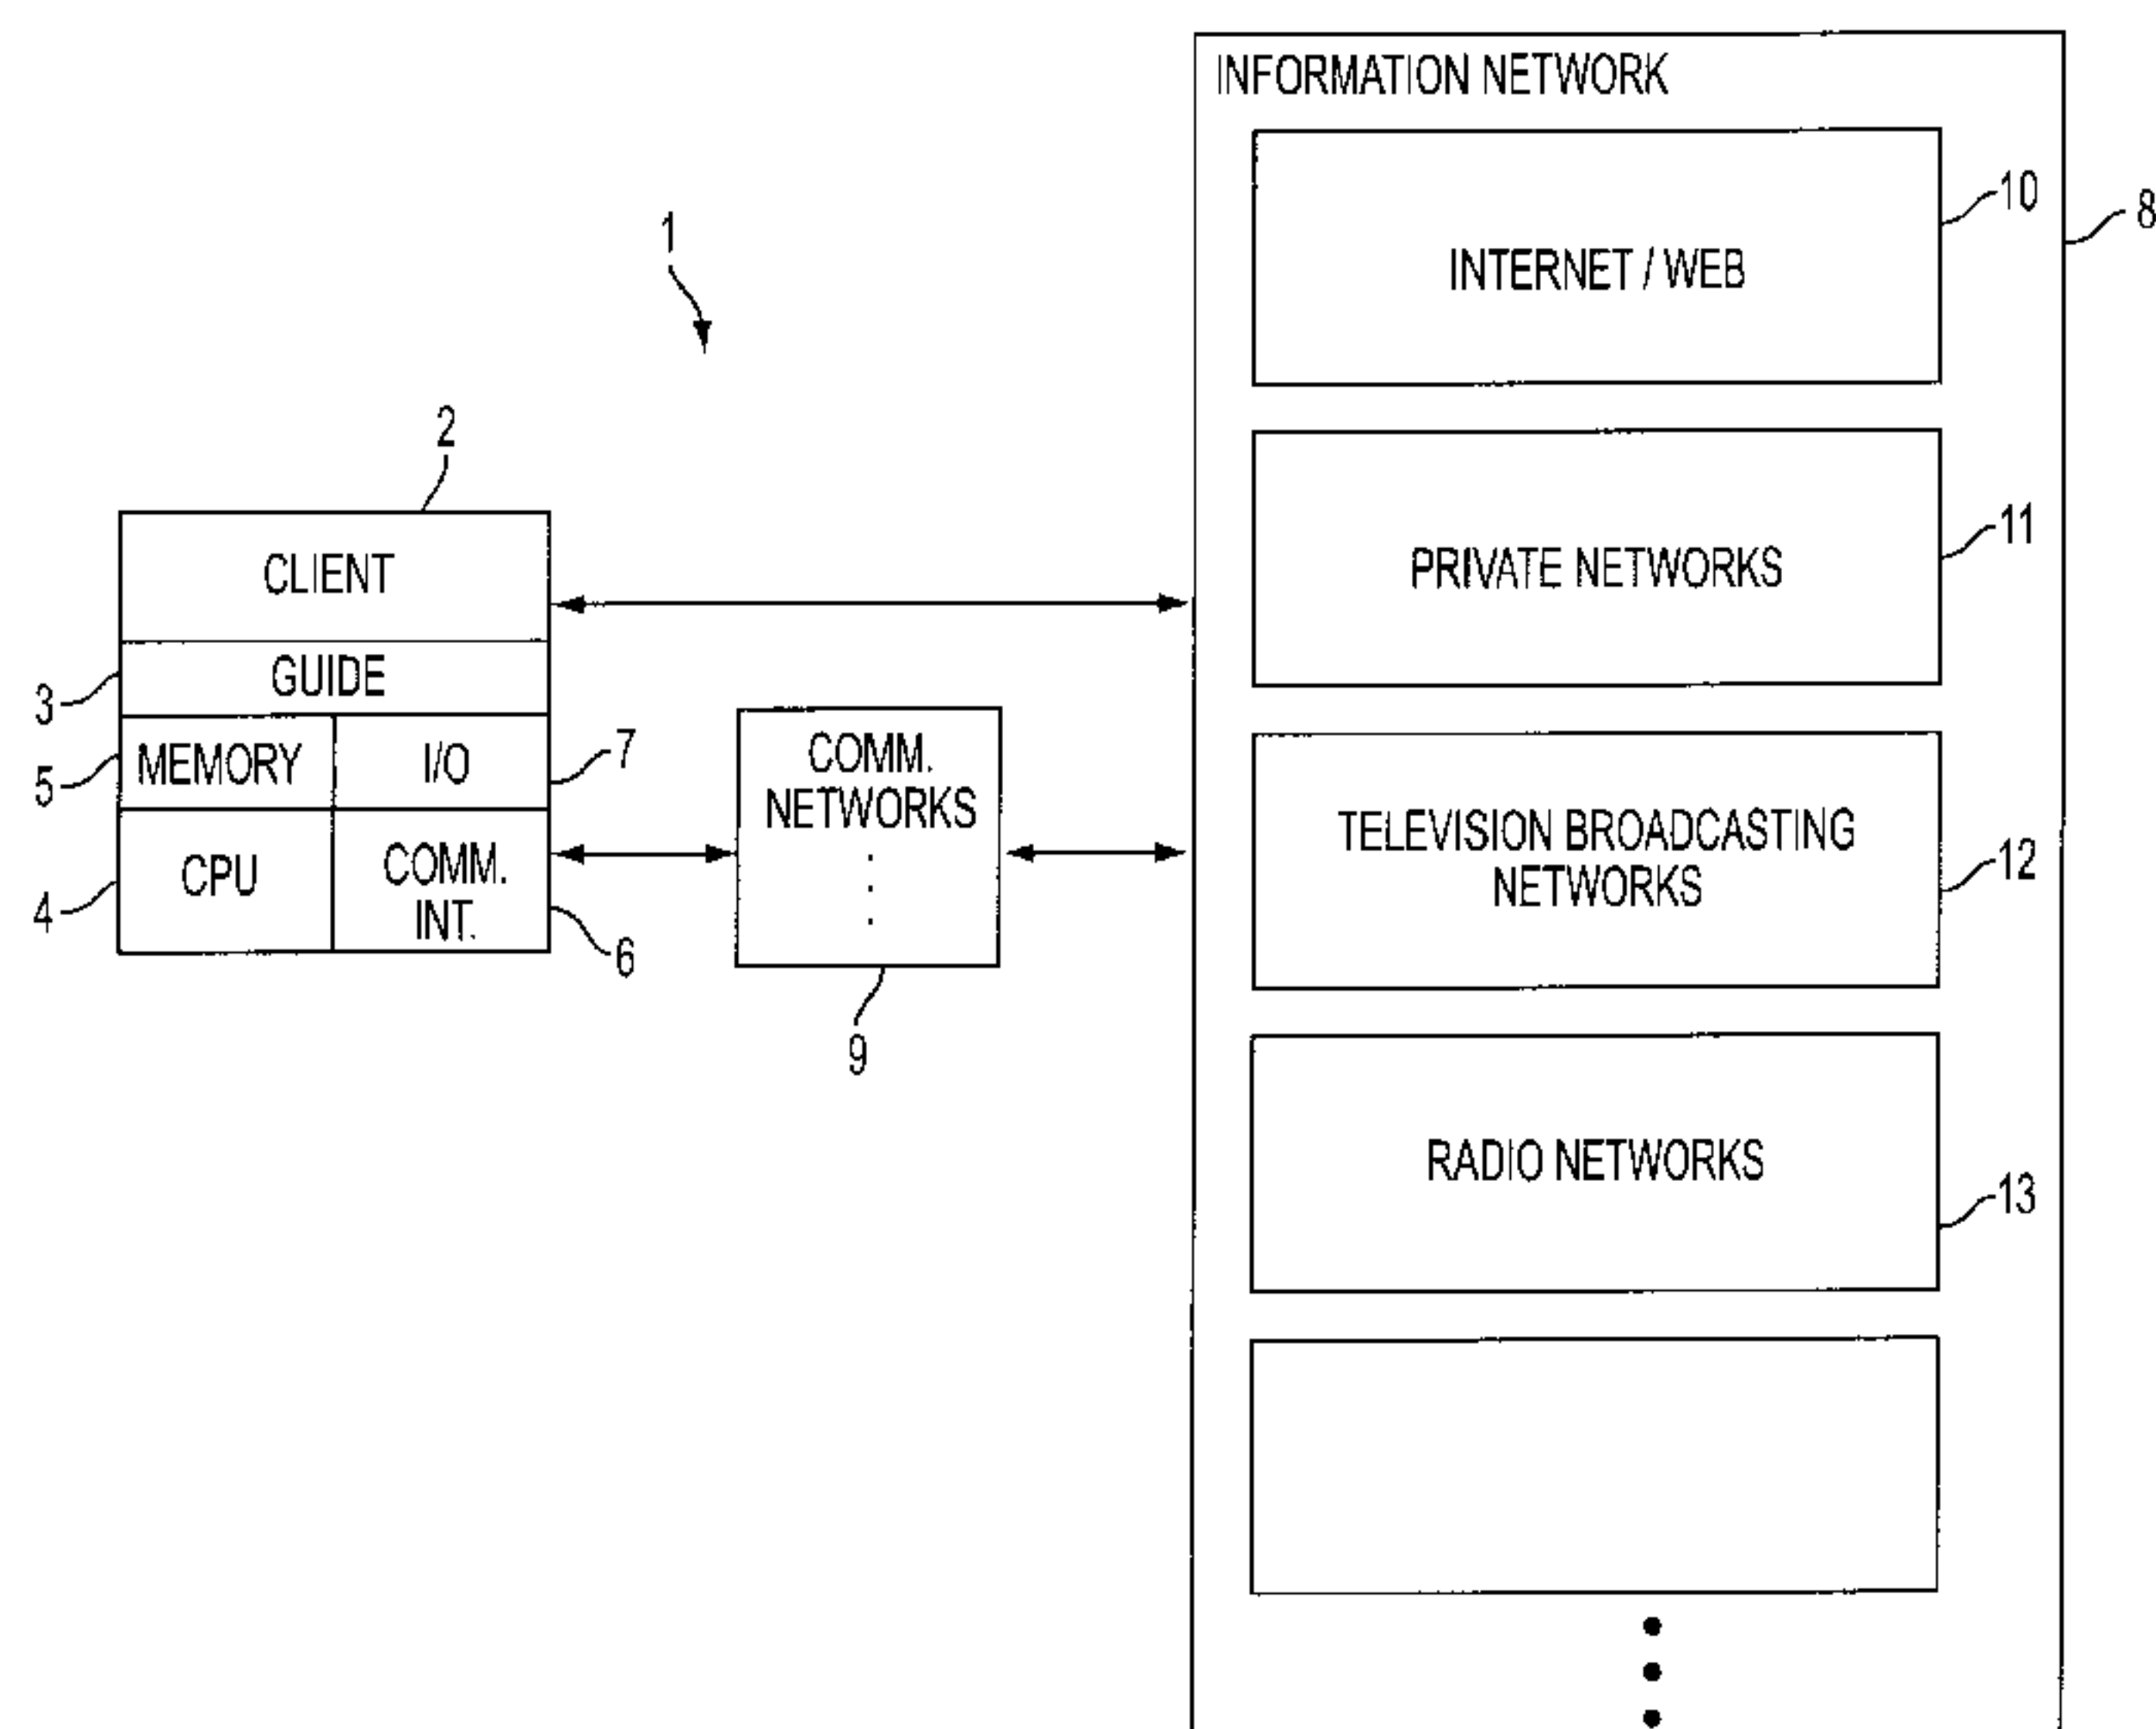 INFORMATION NETWORK
10
8
INTERNET / WEB
1
2
11
CLIENT
PRIVATE NETWORKS
3
GUIDE
5
MEMORY
I/O
7
COMM.
NETWORKS
TELEVISION BROADCASTING
NETWORKS
12
4
CPU
COMM.
INT.
6
9
RADIO NETWORKS
13